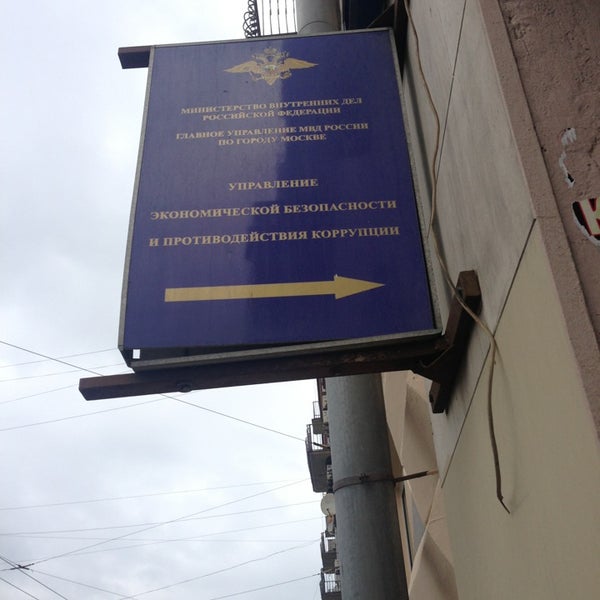 МИНИСТЕРСТВО ВНУТРЕННИХ ДЕЛ
РОССИЙСКОЙ ФЕДЕРАЦИИ
ГЛАВНОЕ УПРАВЛЕНИЕ МВД РОССИИ
ПО ГОРОДУ МОСКВЕ
УПРАВЛЕНИЕ
ЭКОНОМИЧЕСКОЙ БЕЗОПАСНОСТИ
И ПРОТИВОДЕЙСТВИЯ КОРРУПЦИИ